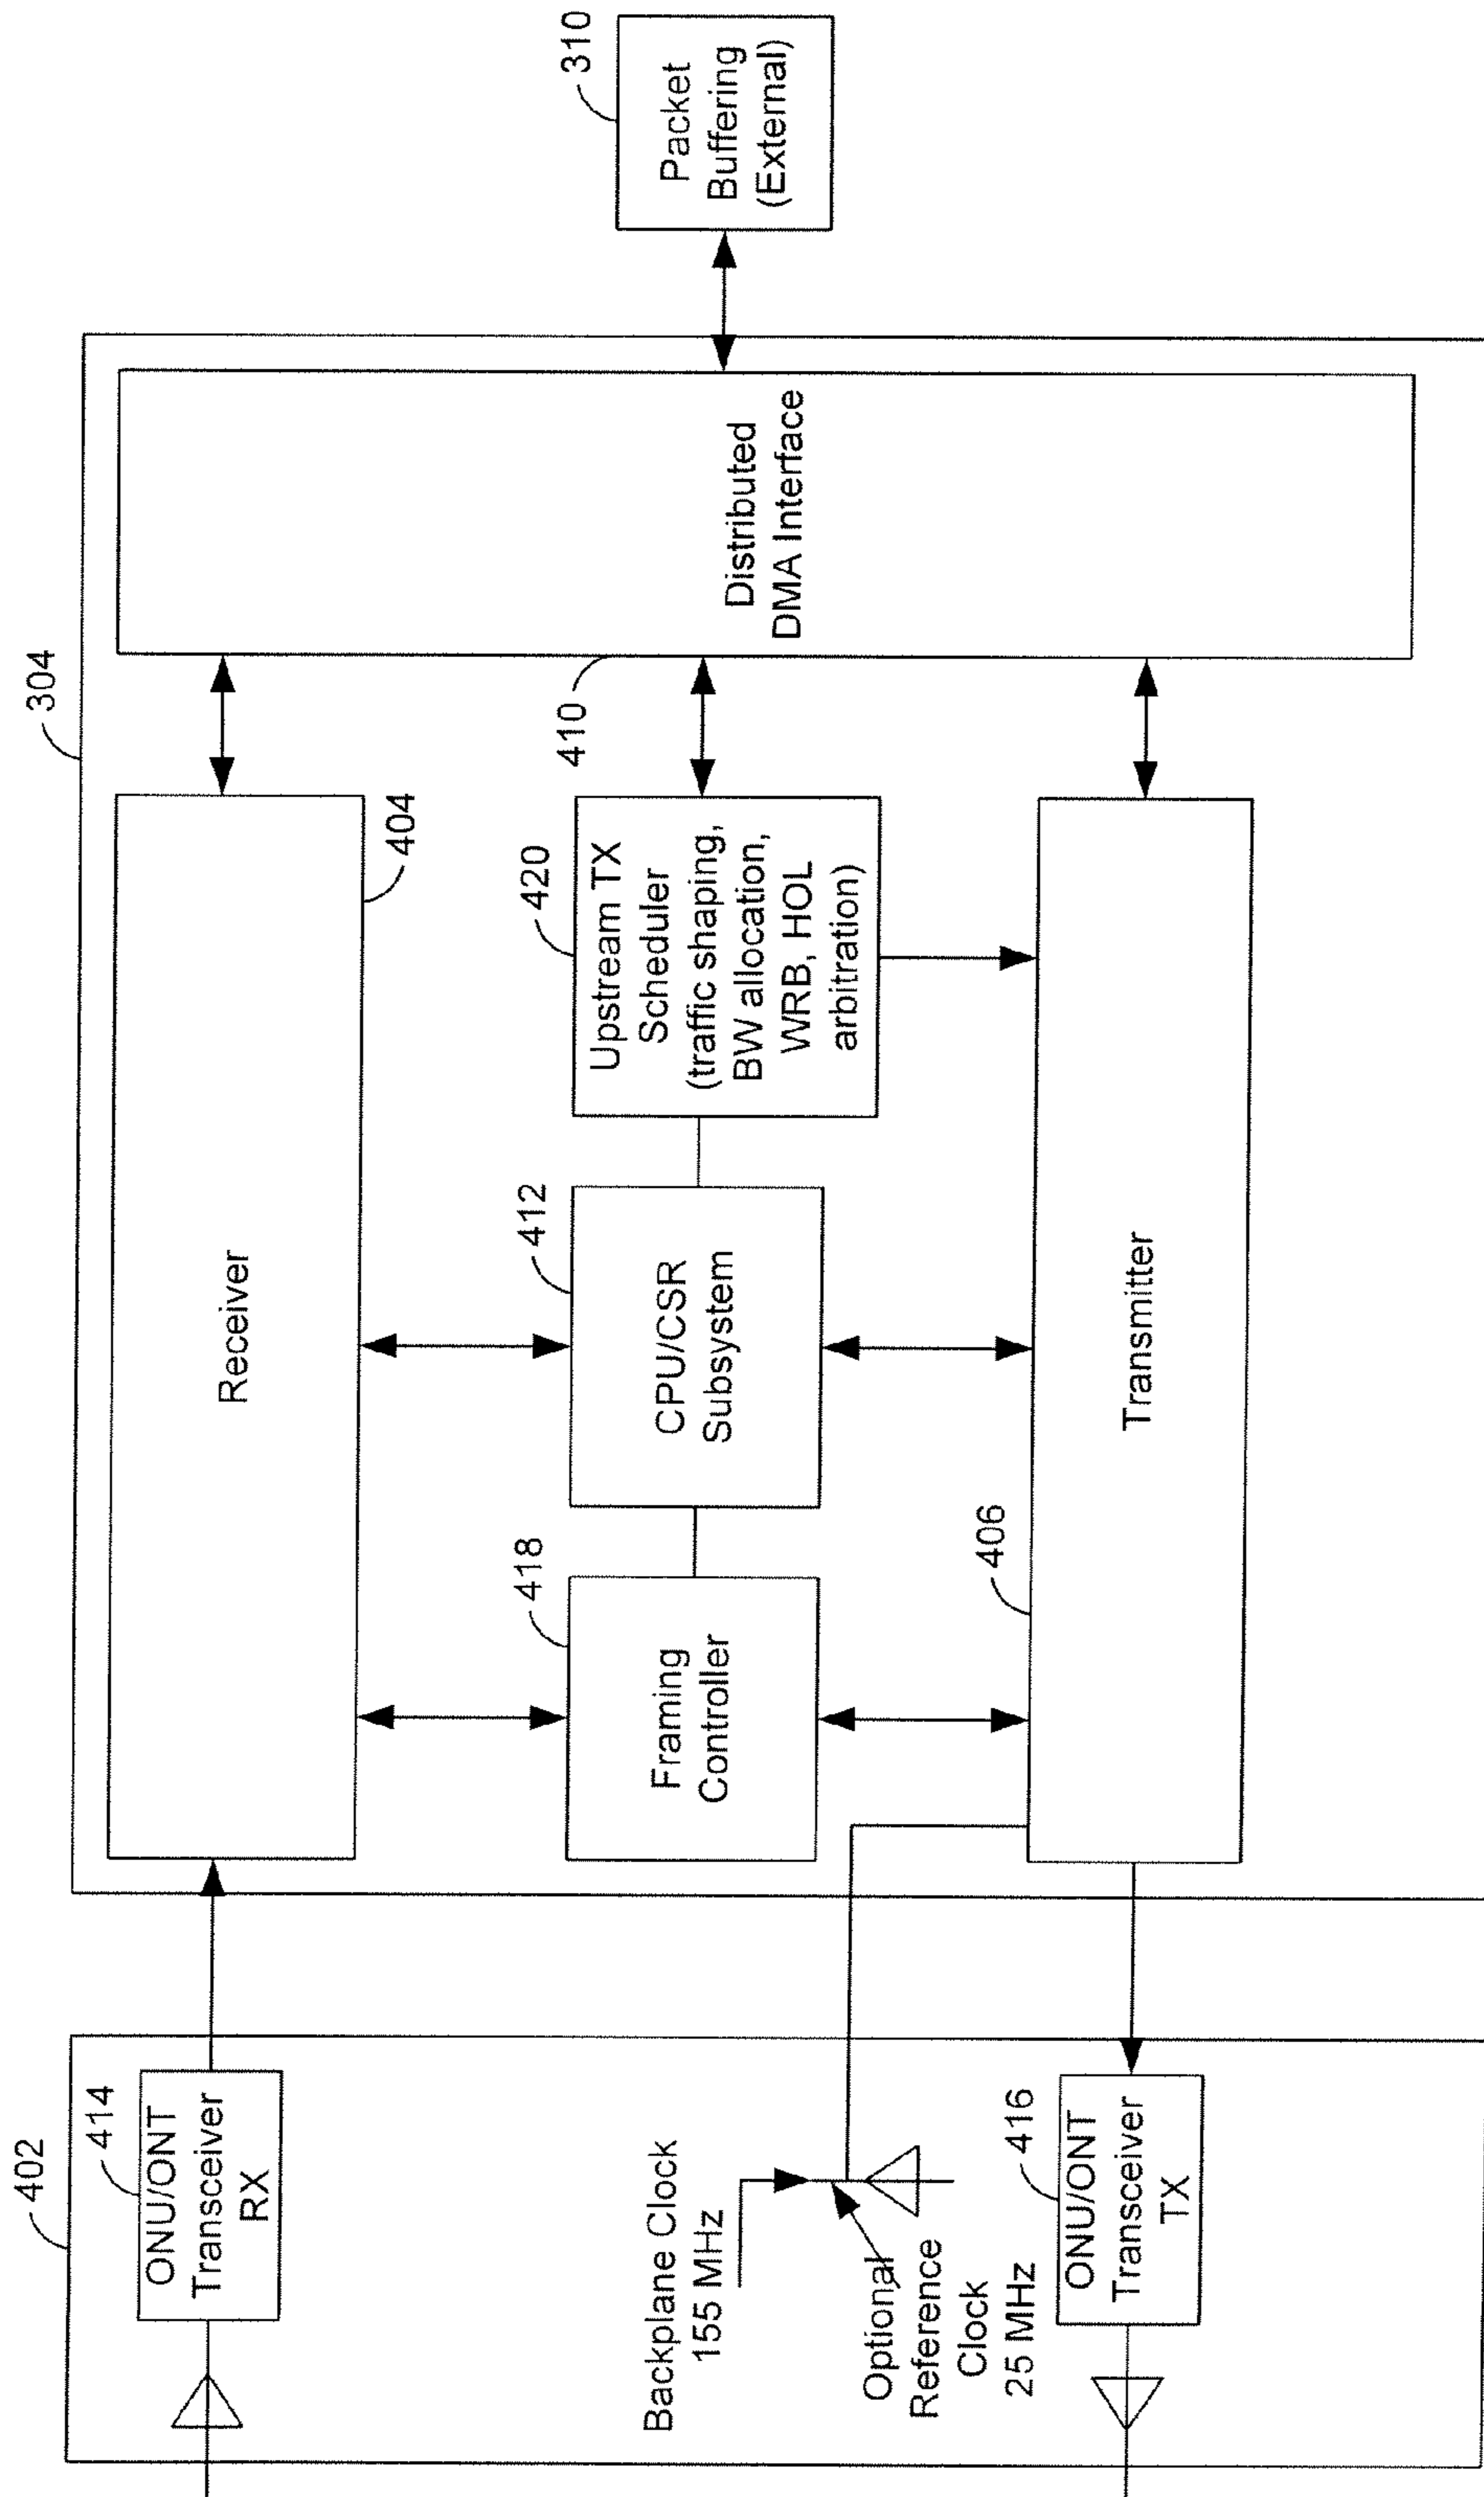 402
414
ONU/ONT
Transceiver
RX
Backplane Clock
155 MHz
Optional
Reference
Clock
25 MHz
416
ONU/ONT
Transceiver
TX
304
Receiver
404
418
Framing
Controller
412
CPU/CSR
Subsystem
420
Upstream TX
Scheduler
(traffic shaping,
BW allocation,
WRB, HOL
arbitration)
406
Transmitter
410
Distributed
DMA Interface
310
Packet
Buffering
(External)